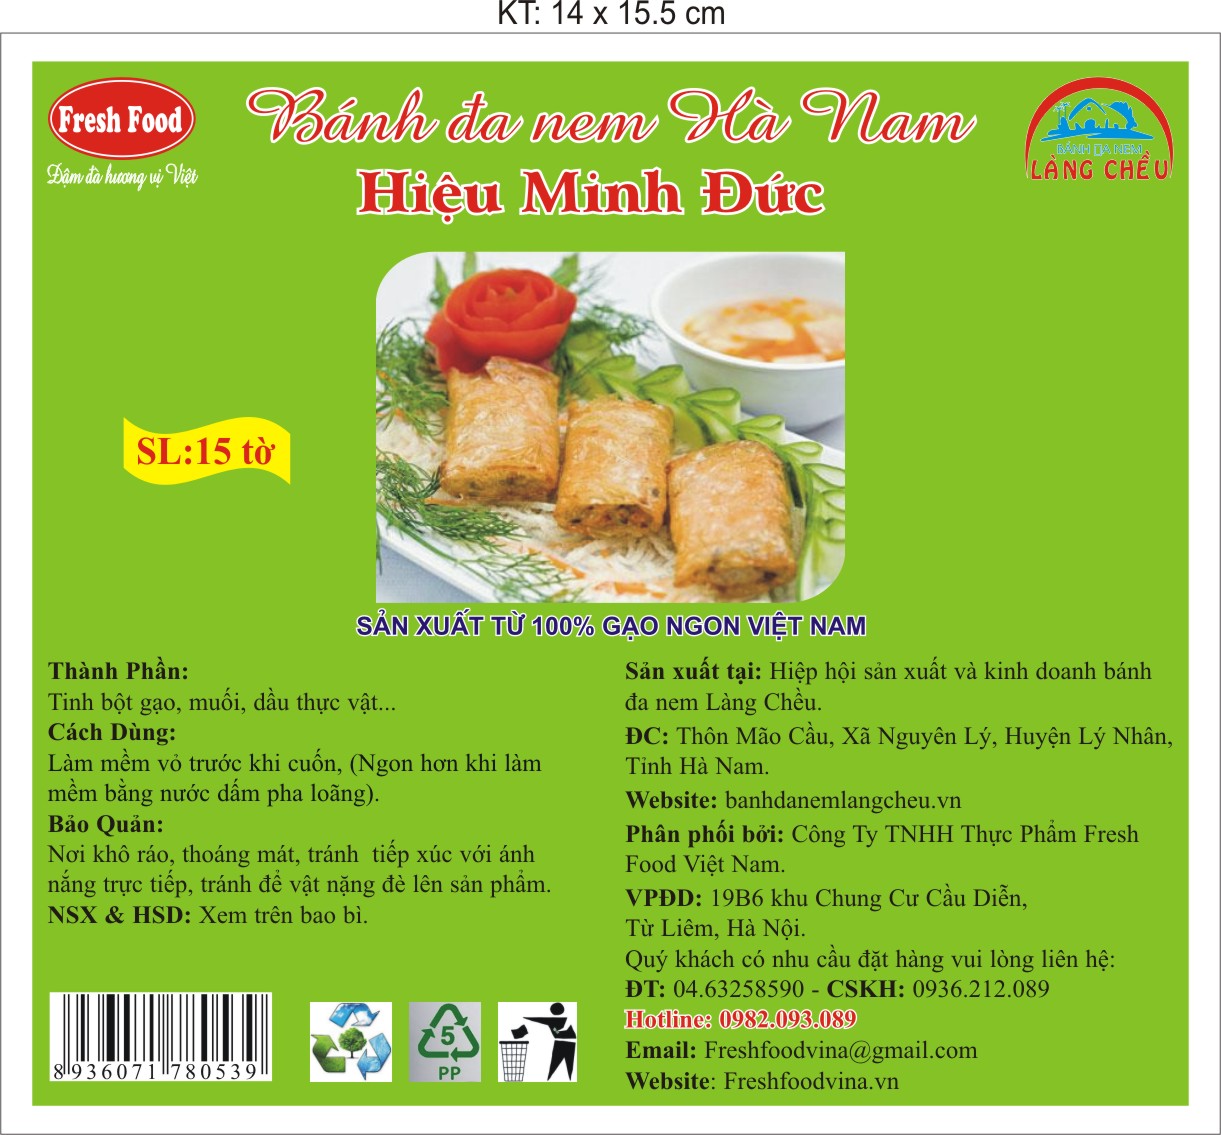 KT: 14 x 15.5 cm
Fresh Food
Đậm đà hương vị Việt
Bánh đa nem Hà Nam
Hiệu Minh Đức
BÁNH ĐA NEM
LÀNG CHỀU
SL:15 tờ
SẢN XUẤT TỪ 100% GẠO NGON VIỆT NAM
Thành Phần:
Tinh bột gạo, muối, dầu thực vật...
Cách Dùng:
Làm mềm vỏ trước khi cuốn, (Ngon hơn khi làm
mềm bằng nước dấm pha loãng).
Bảo Quản:
Nơi khô ráo, thoáng mát, tránh tiếp xúc với ánh
nắng trực tiếp, tránh để vật nặng đè lên sản phẩm.
NSX & HSD: Xem trên bao bì.
8 936071 780539
5
PP
Sản xuất tại: Hiệp hội sản xuất và kinh doanh bánh
đa nem Làng Chều.
ĐC: Thôn Mão Cầu, Xã Nguyên Lý, Huyện Lý Nhân,
Tỉnh Hà Nam.
Website: banhdanemlangcheu.vn
Phân phối bởi: Công Ty TNHH Thực Phẩm Fresh
Food Việt Nam.
VPĐD: 19B6 khu Chung Cư Cầu Diễn,
Từ Liêm, Hà Nội.
Quý khách có nhu cầu đặt hàng vui lòng liên hệ:
ĐT: 04.63258590 - CSKH: 0936.212.089
Hotline: 0982.093.089
Email: Freshfoodvina@gmail.com
Website: Freshfoodvina.vn